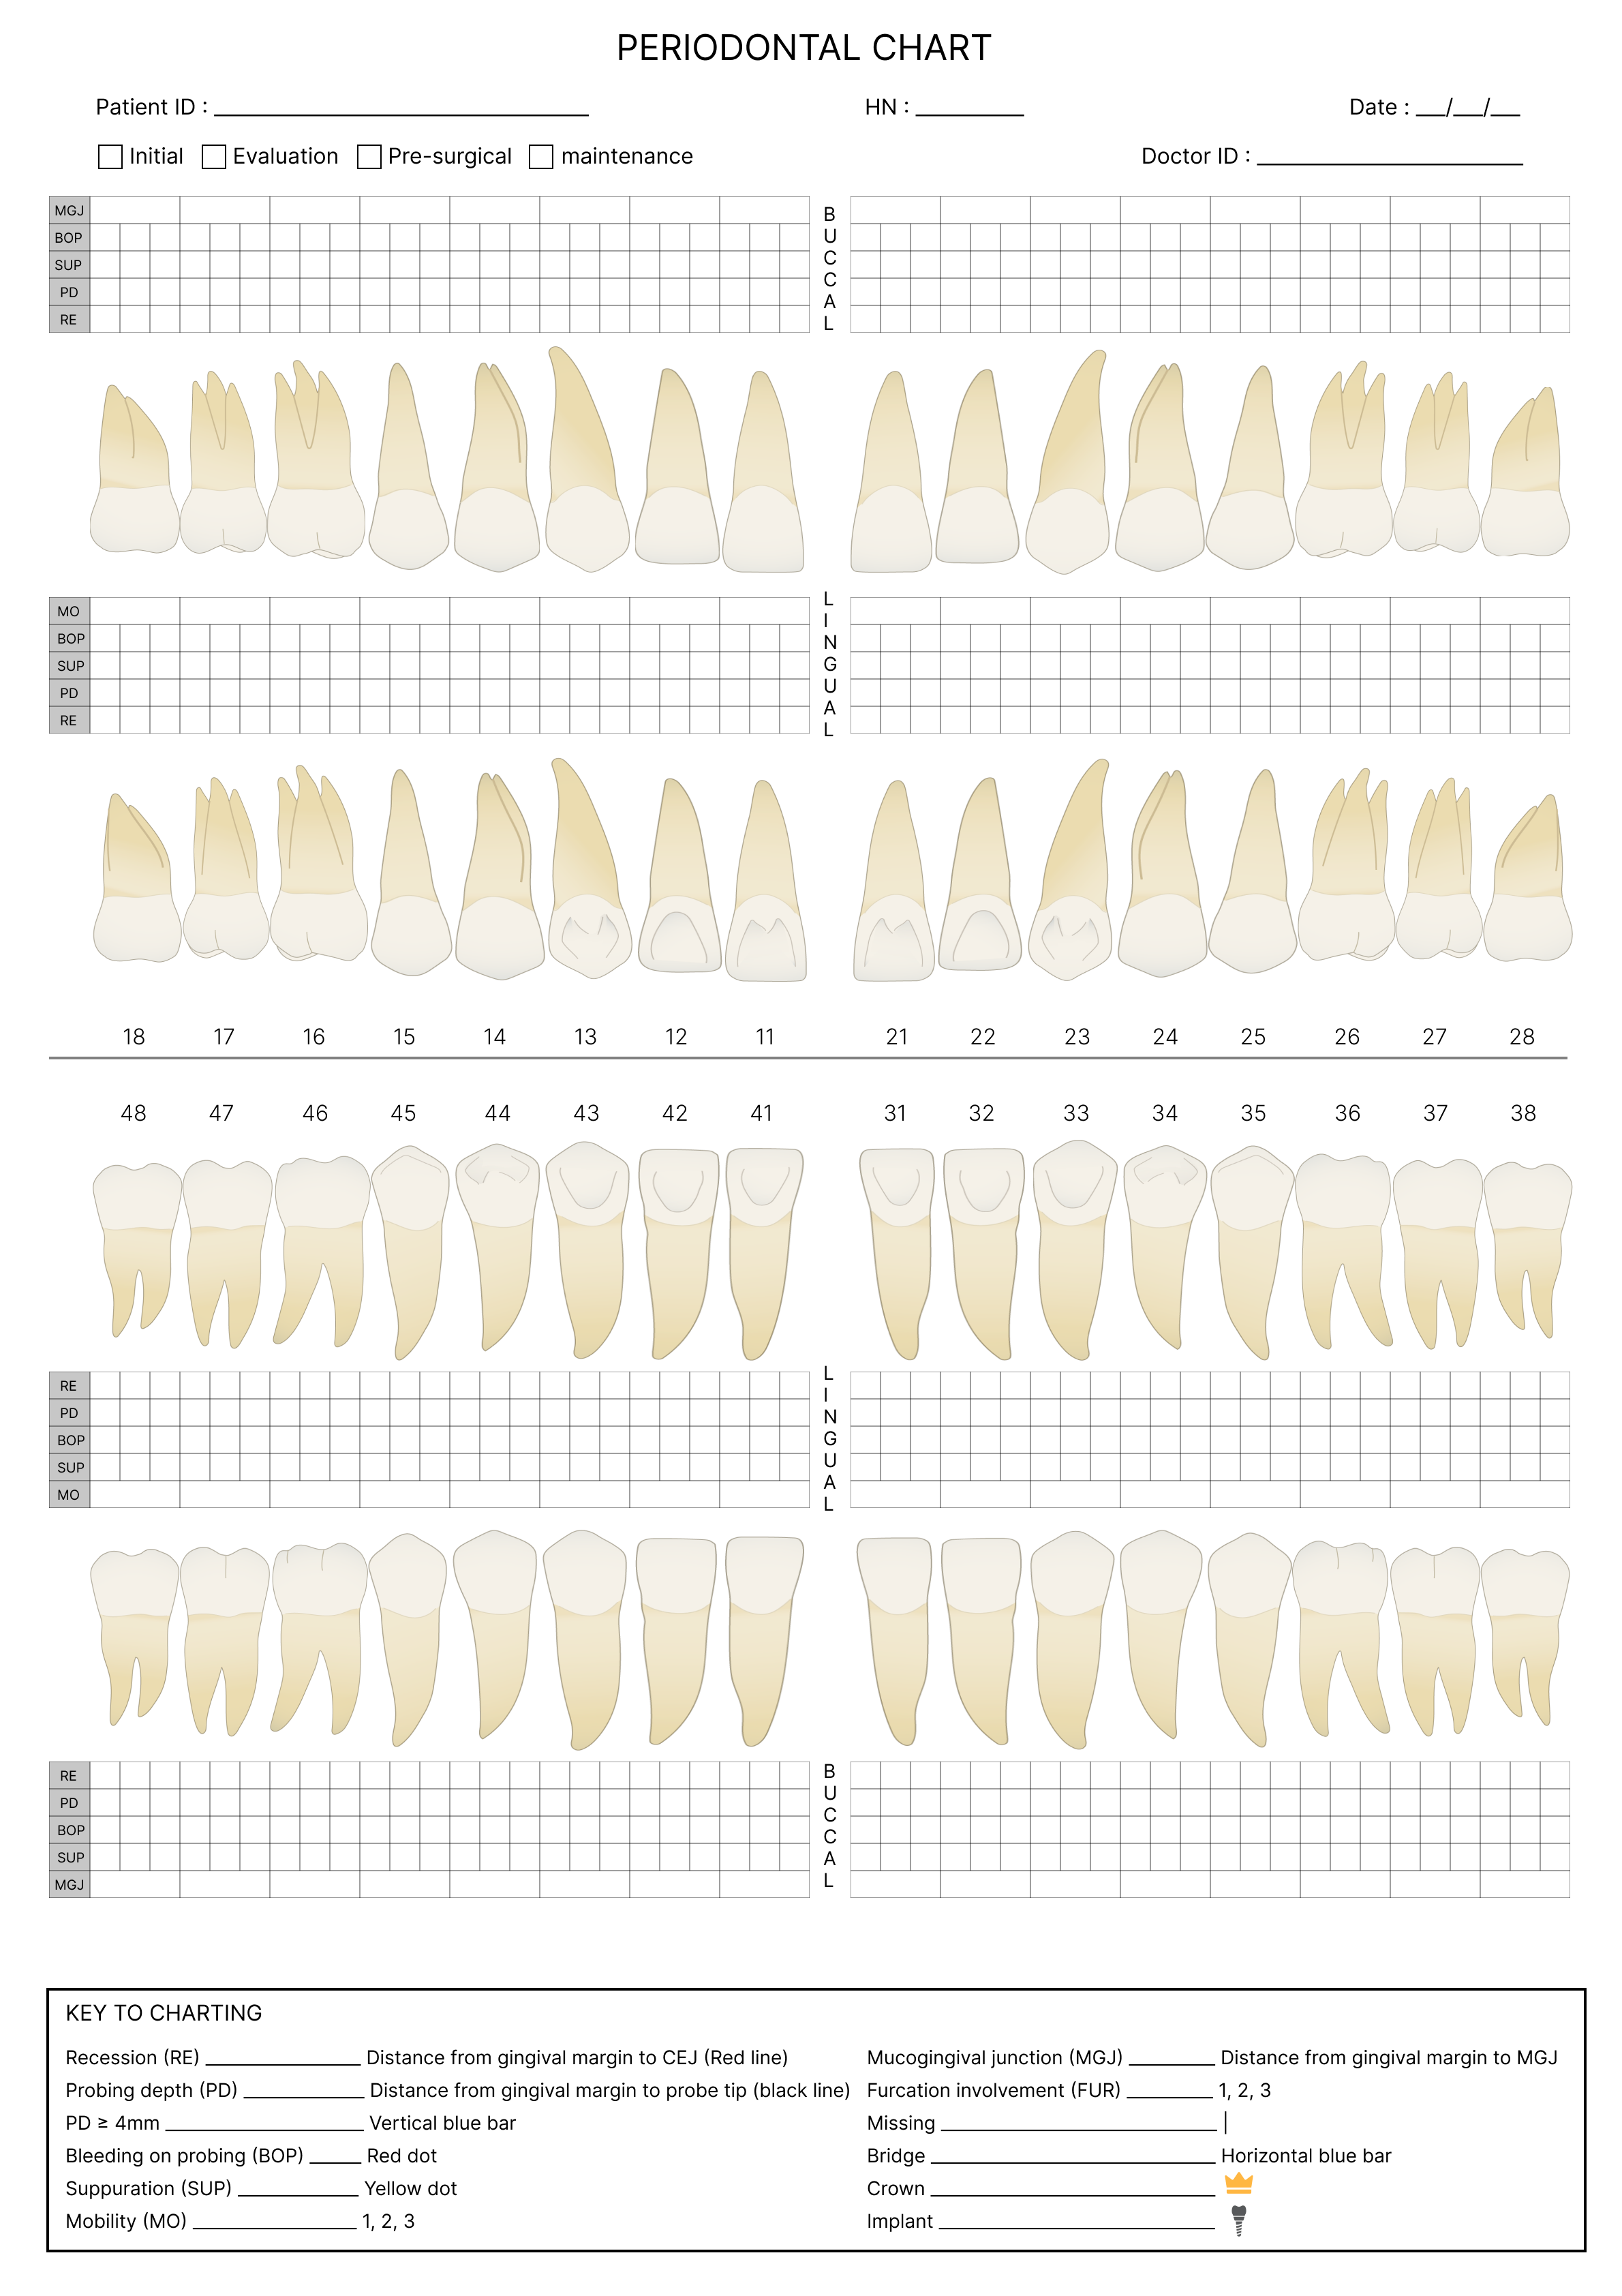 PERIODONTAL CHART
Patient ID : HN : Date : __/__/__
Initial Evaluation Pre-surgical maintenance Doctor ID :
MGJ
BOP
SUP
PD
RE
BUCCAL
MO
BOP
SUP
PD
RE
LINGUAL
18 17 16 15 14 13 12 11 21 22 23 24 25 26 27 28
48 47 46 45 44 43 42 41 31 32 33 34 35 36 37 38
RE
PD
BOP
SUP
MO
LINGUAL
RE
PD
BOP
SUP
MGJ
BUCCAL
KEY TO CHARTING
Recession (RE) Distance from gingival margin to CEJ (Red line)
Probing depth (PD) Distance from gingival margin to probe tip (black line)
PD ≥ 4mm Vertical blue bar
Bleeding on probing (BOP) Red dot
Suppuration (SUP) Yellow dot
Mobility (MO) 1, 2, 3
Mucogingival junction (MGJ) Distance from gingival margin to MGJ
Furcation involvement (FUR) 1, 2, 3
Missing |
Bridge Horizontal blue bar
Crown
Implant